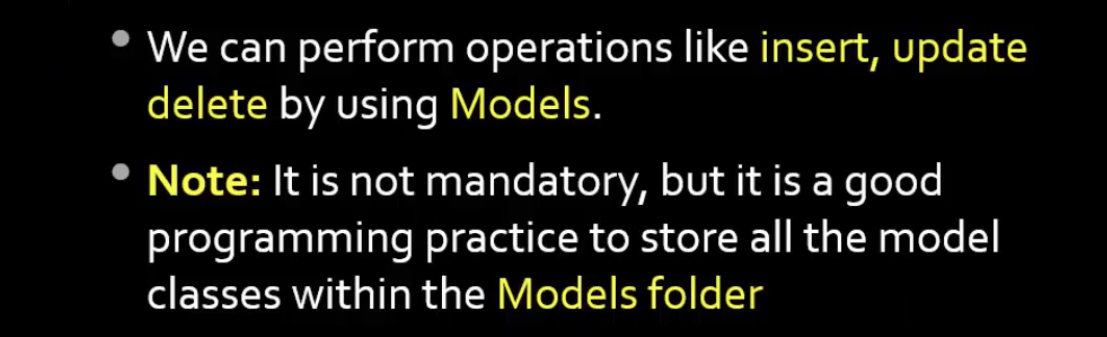 • We can perform operations like insert, update
delete by using Models.
• Note: It is not mandatory, but it is a good
programming practice to store all the model
classes within the Models folder